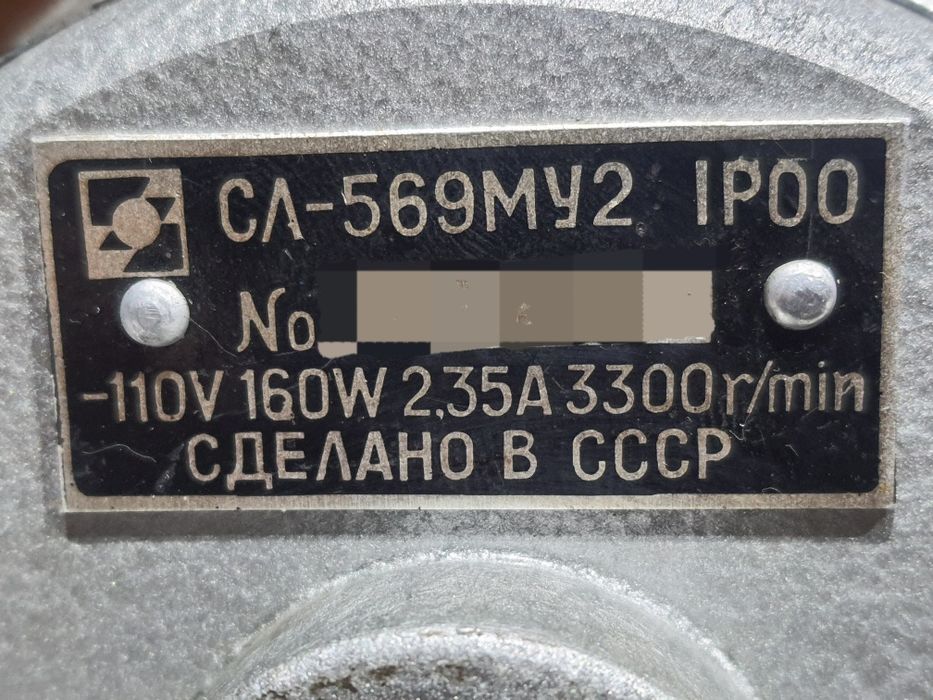 СЛ-569МУ2 IP00
No
-110V 160W 2,35A 3300r/min
СДЕЛАНО В СССР